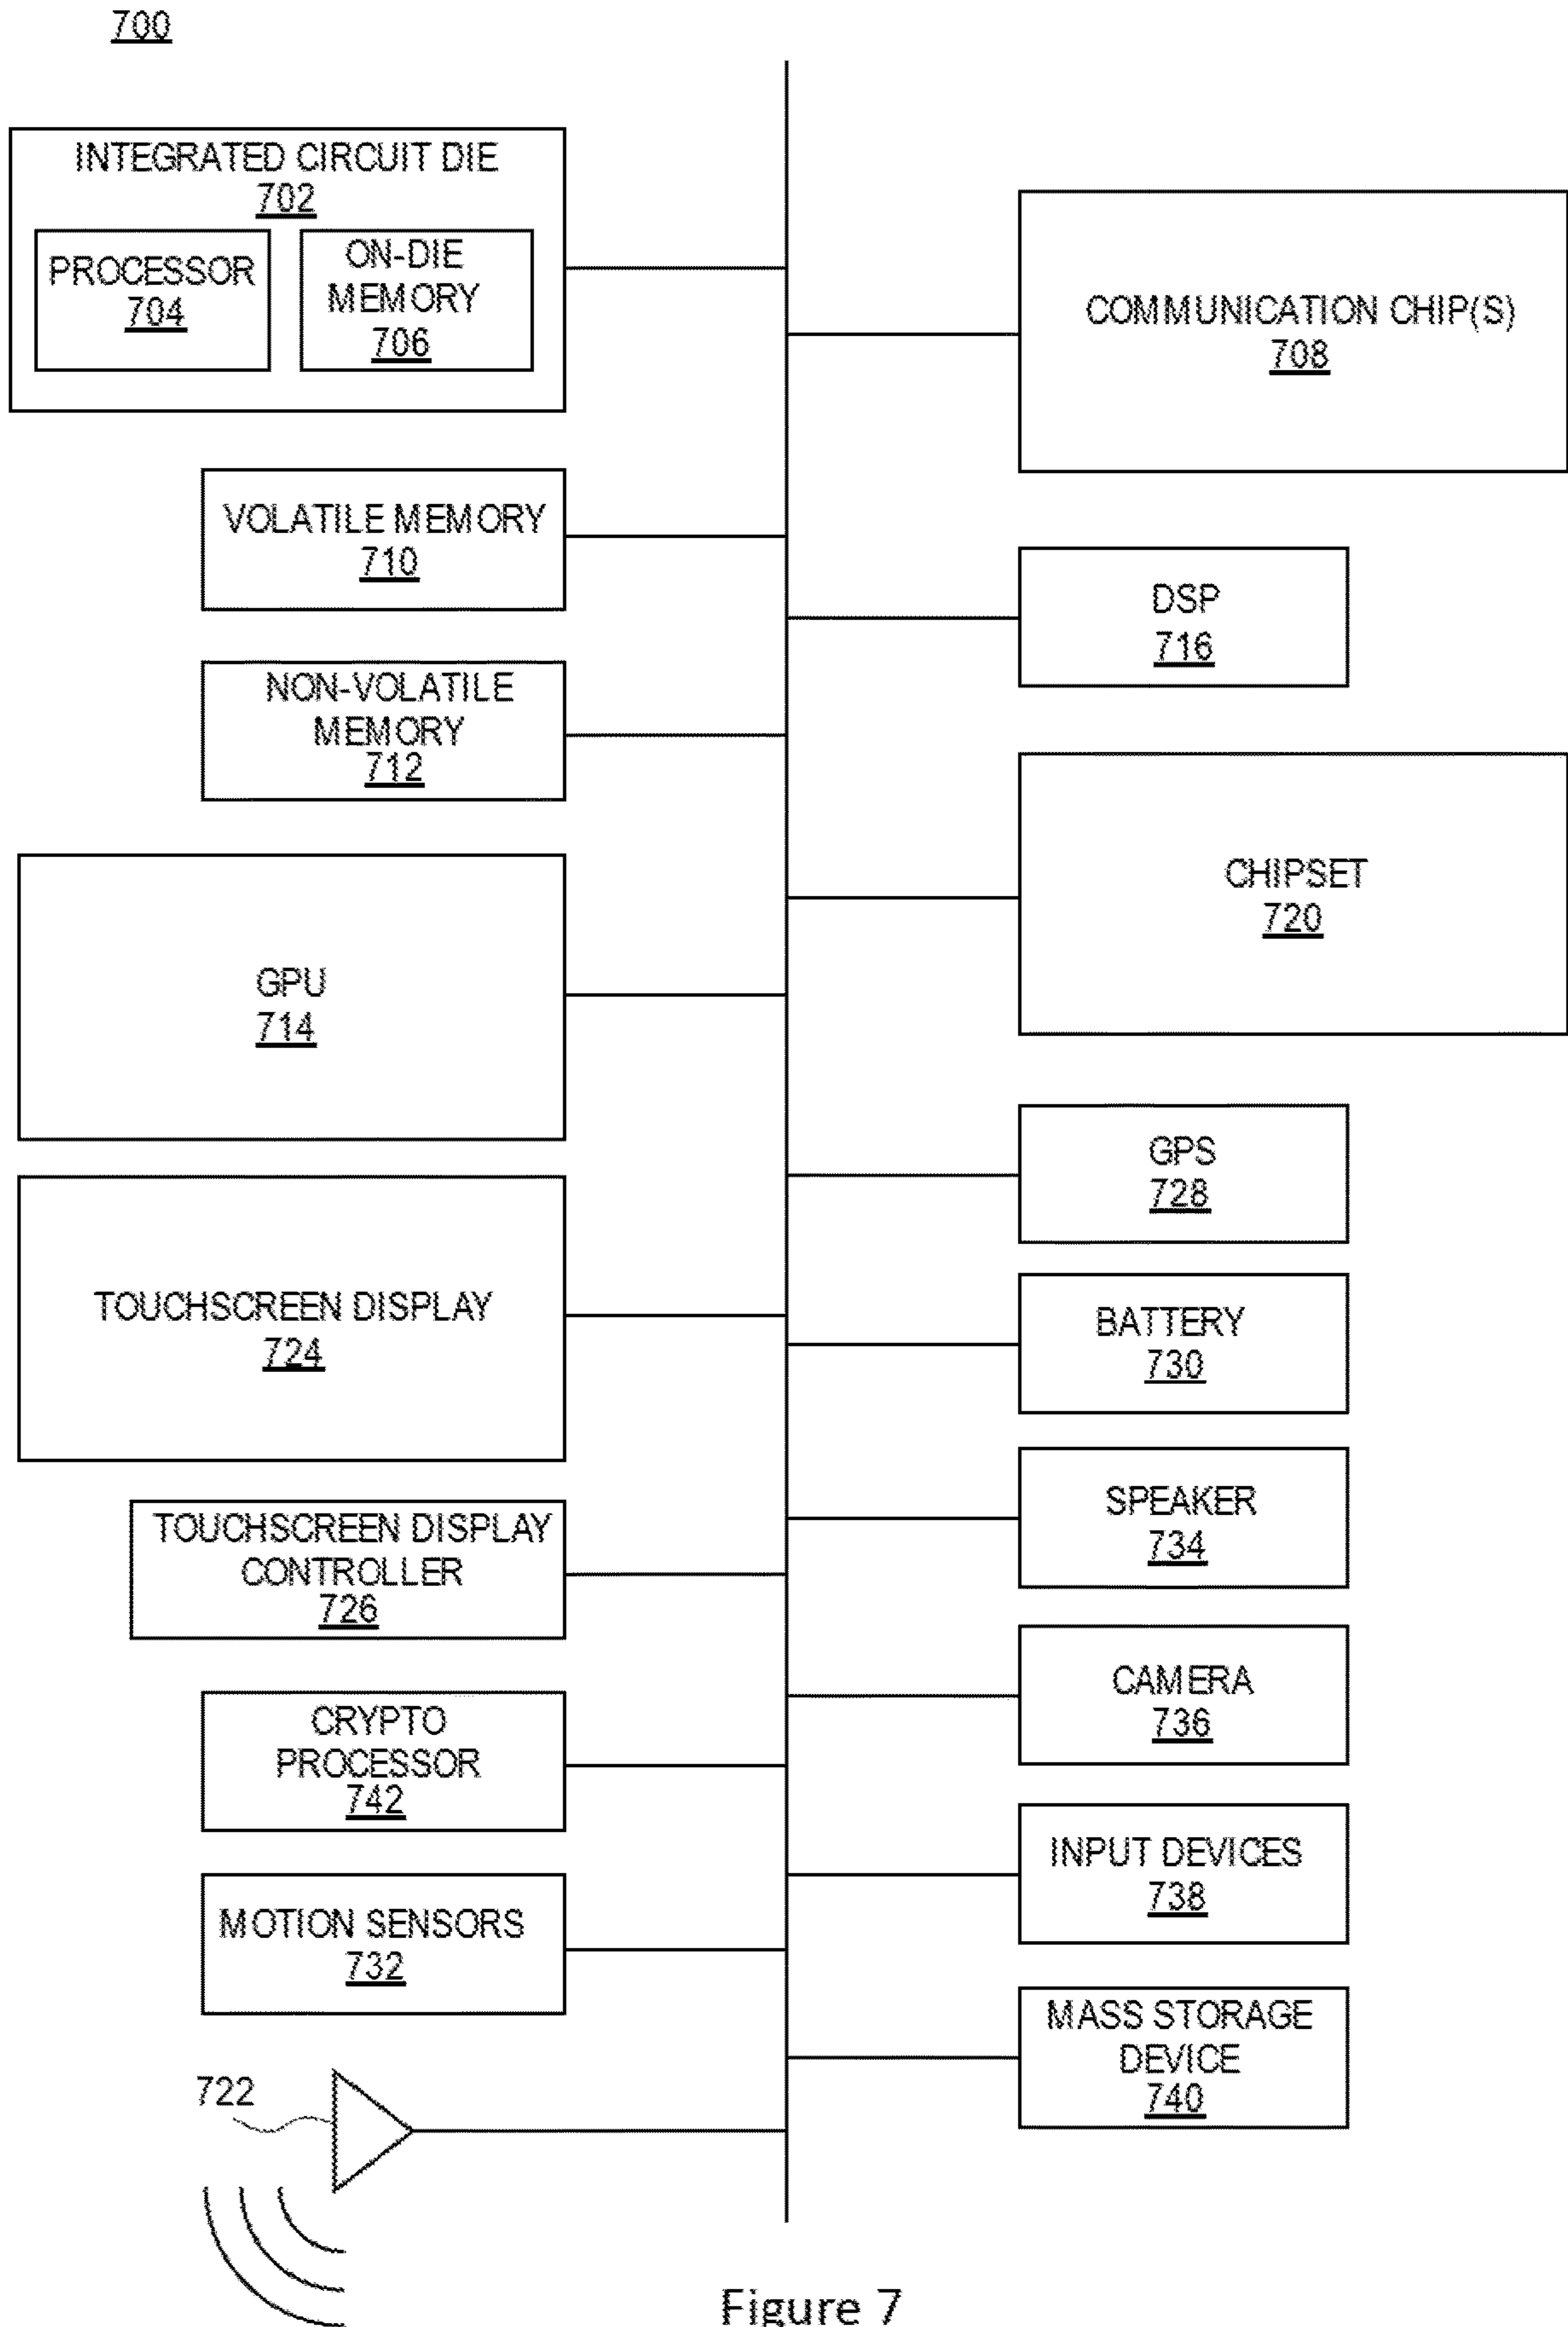 700
INTEGRATED CIRCUIT DIE
702
PROCESSOR
704
ON-DIE
MEMORY
706
COMMUNICATION CHIP(S)
708
VOLATILE MEMORY
710
DSP
716
NON-VOLATILE
MEMORY
712
CHIPSET
720
GPU
714
GPS
728
TOUCHSCREEN DISPLAY
724
BATTERY
730
SPEAKER
734
TOUCHSCREEN DISPLAY
CONTROLLER
726
CAMERA
736
CRYPTO
PROCESSOR
742
INPUT DEVICES
738
MOTION SENSORS
732
MASS STORAGE
DEVICE
740
722
Figure 7